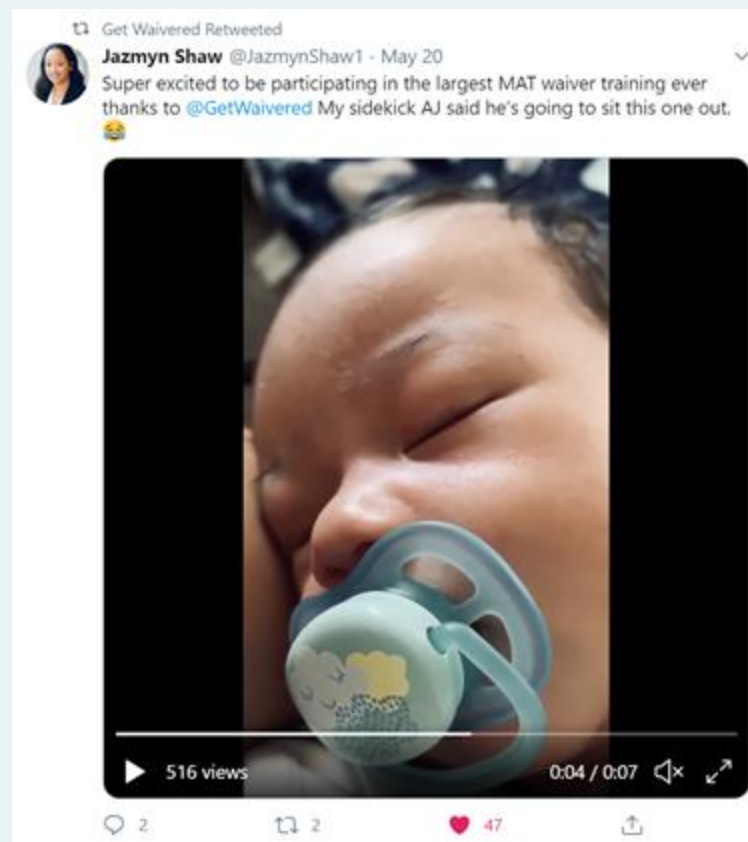 Get Waivered Retweeted
Jazmyn Shaw @JazmynShaw1 - May 20
Super excited to be participating in the largest MAT waiver training ever
thanks to @GetWaivered My sidekick AJ said he's going to sit this one out.
😂
516 views 0:04 / 0:07
2 2 47